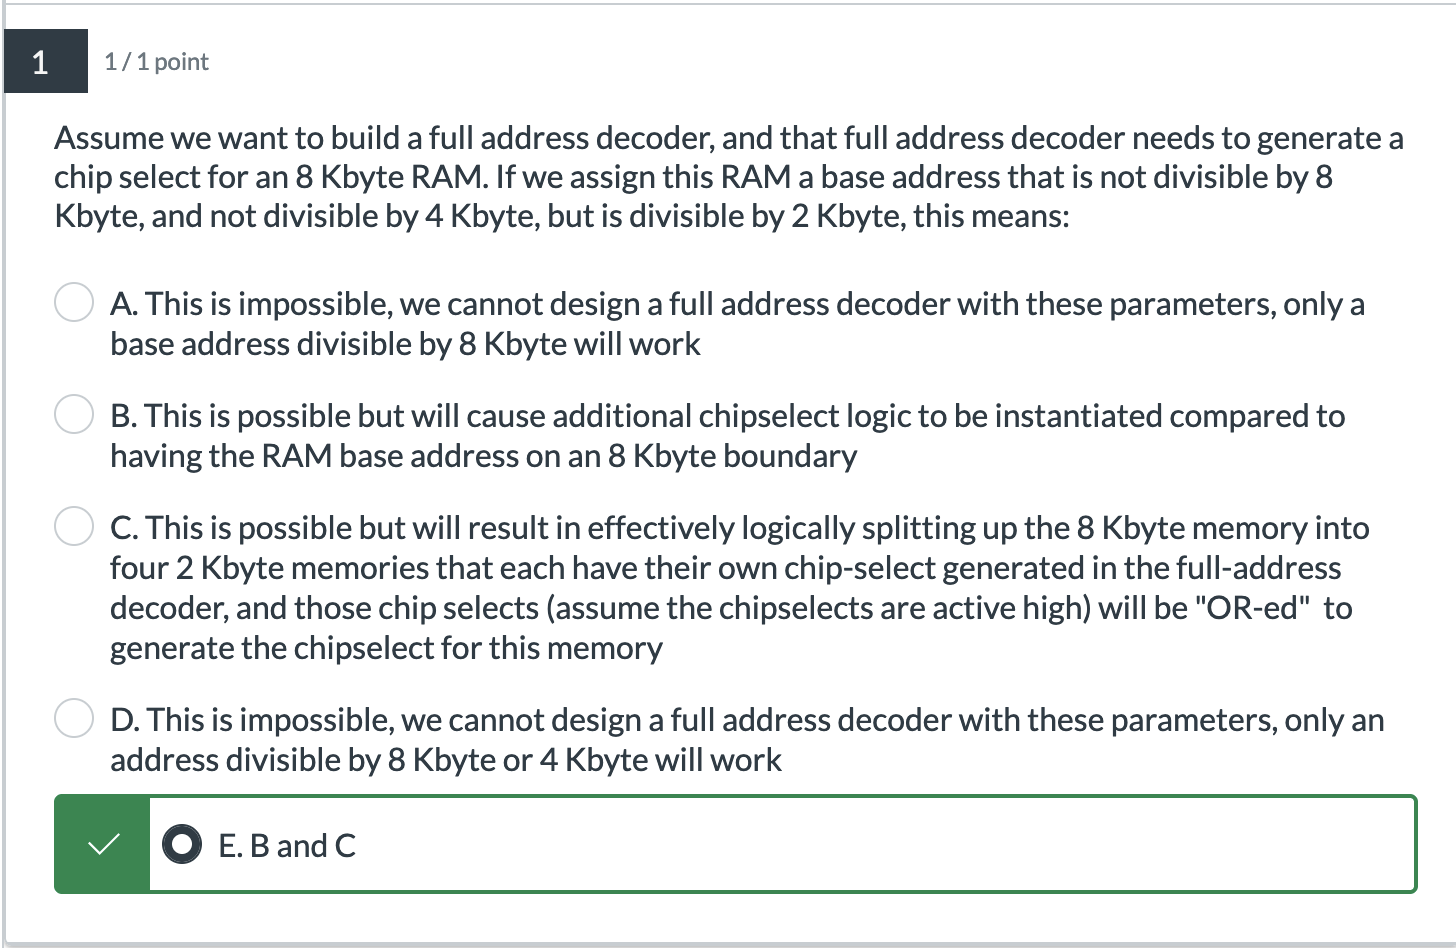 1
1 / 1 point
Assume we want to build a full address decoder, and that full address decoder needs to generate a
chip select for an 8 Kbyte RAM. If we assign this RAM a base address that is not divisible by 8
Kbyte, and not divisible by 4 Kbyte, but is divisible by 2 Kbyte, this means:
A. This is impossible, we cannot design a full address decoder with these parameters, only a
base address divisible by 8 Kbyte will work
B. This is possible but will cause additional chipselect logic to be instantiated compared to
having the RAM base address on an 8 Kbyte boundary
C. This is possible but will result in effectively logically splitting up the 8 Kbyte memory into
four 2 Kbyte memories that each have their own chip-select generated in the full-address
decoder, and those chip selects (assume the chipselects are active high) will be "OR-ed"  to
generate the chipselect for this memory
D. This is impossible, we cannot design a full address decoder with these parameters, only an
address divisible by 8 Kbyte or 4 Kbyte will work
E. B and C